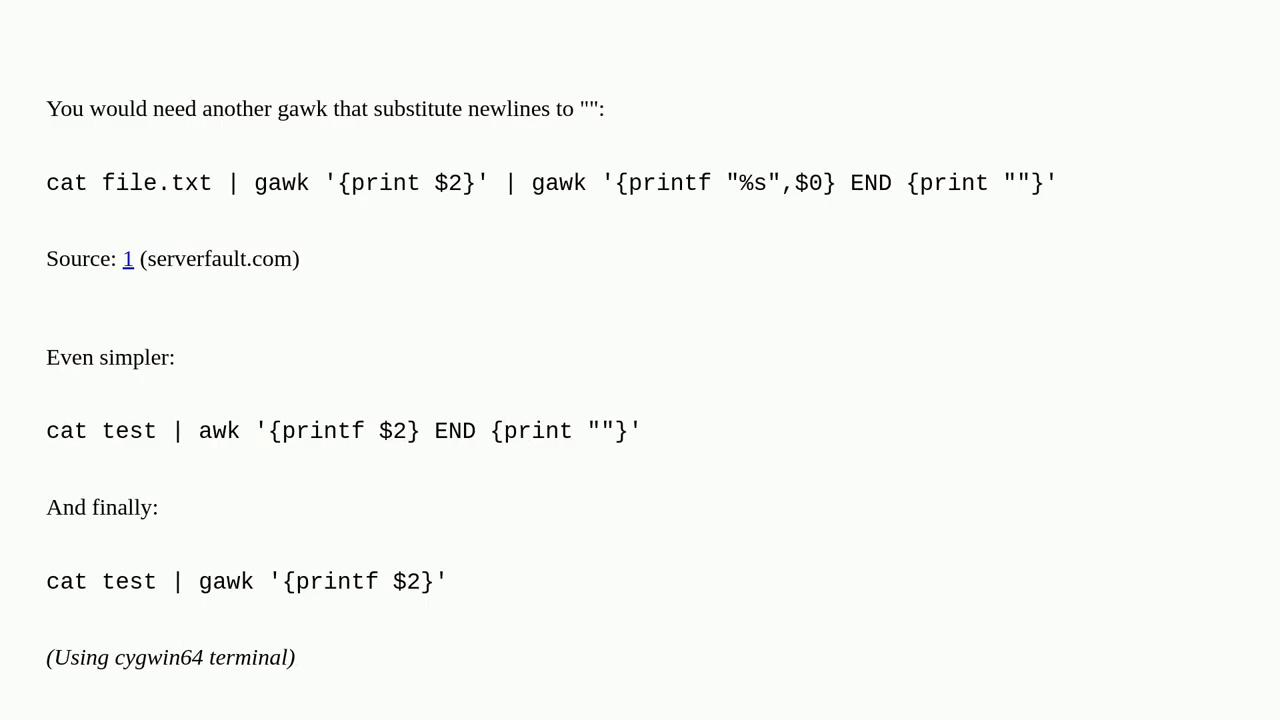 You would need another gawk that substitute newlines to "":
cat file.txt | gawk '{print $2}' | gawk '{printf "%s",$0} END {print ""}'
Source: 1 (serverfault.com)
Even simpler:
cat test | awk '{printf $2} END {print ""}'
And finally:
cat test | gawk '{printf $2}'
(Using cygwin64 terminal)